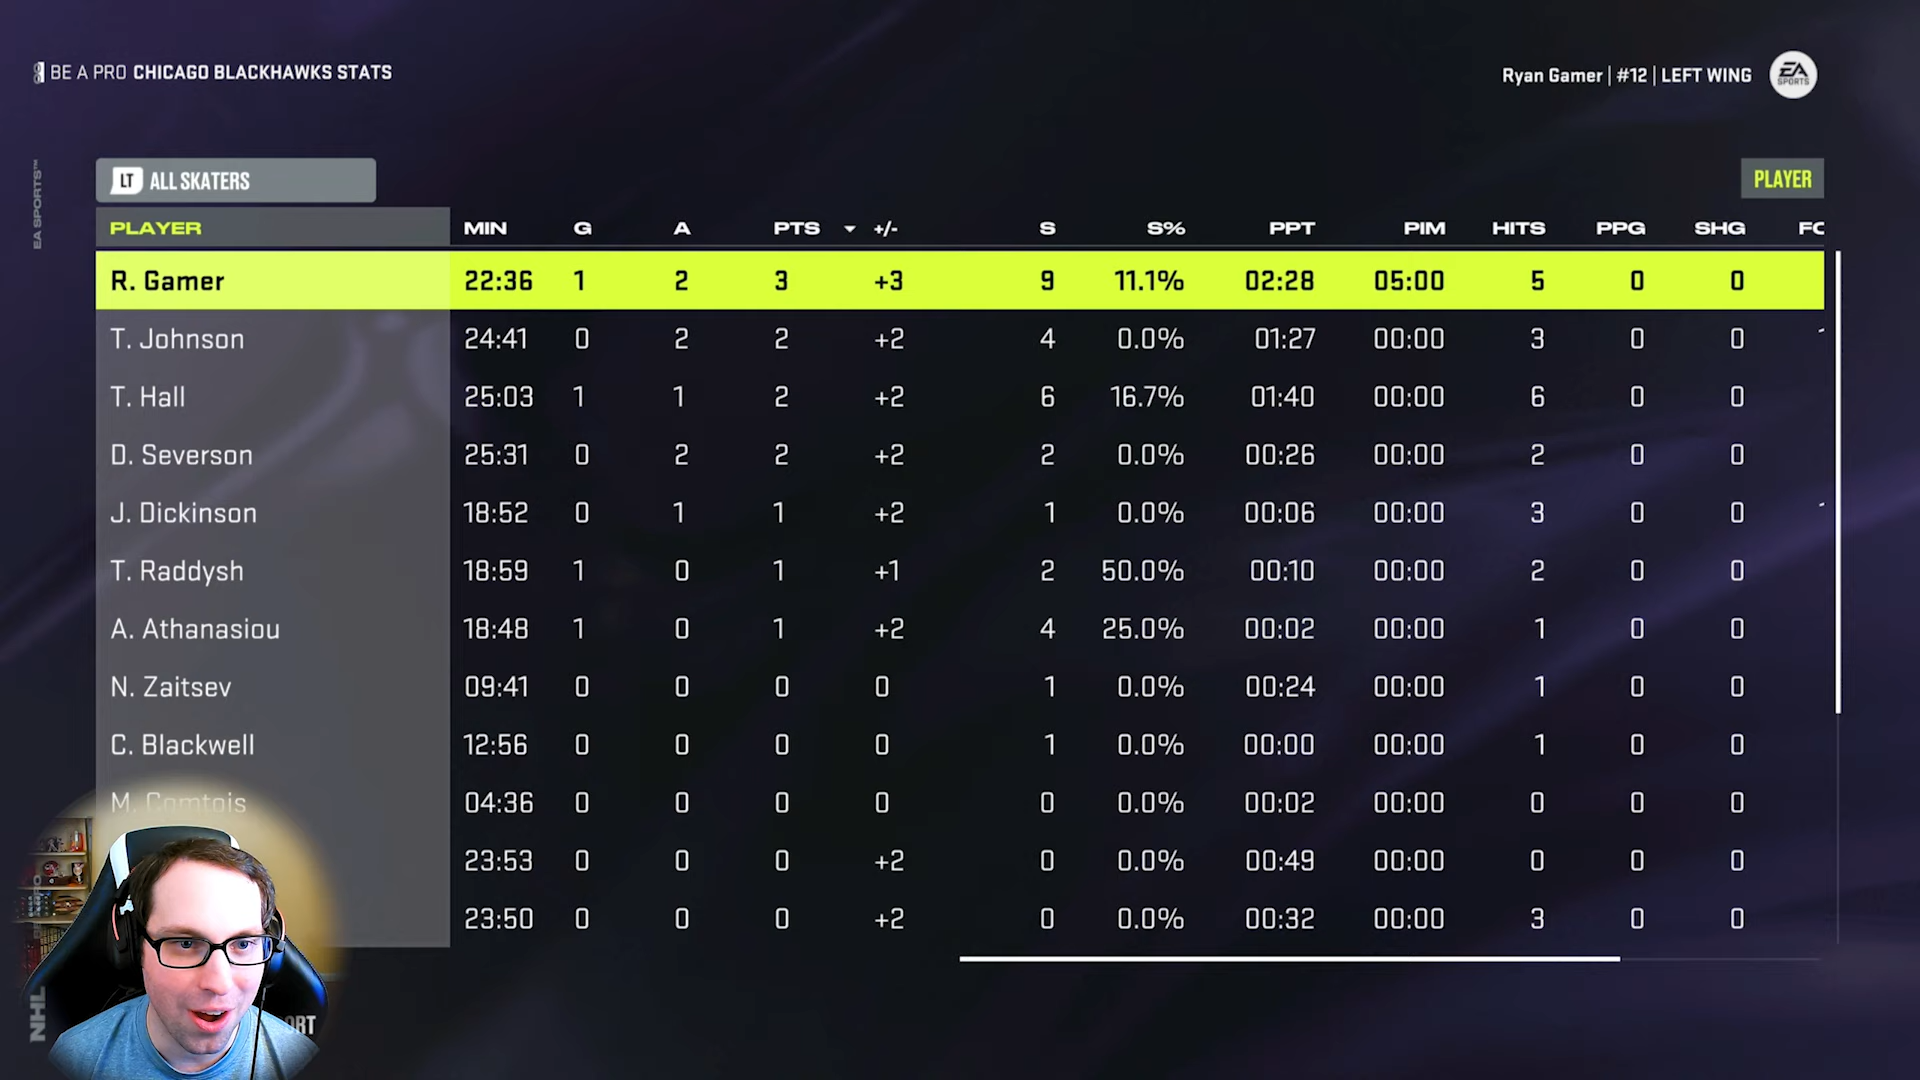 BE A PRO CHICAGO BLACKHAWKS STATS
Ryan Gamer | #12 | LEFT WING
EA SPORTS
EA SPORTS™
LT ALL SKATERS
PLAYER
PLAYER MIN G A PTS +/- S S% PPT PIM HITS PPG SHG
R. Gamer 22:36 1 2 3 +3 9 11.1% 02:28 05:00 5 0 0
T. Johnson 24:41 0 2 2 +2 4 0.0% 01:27 00:00 3 0 0
T. Hall 25:03 1 1 2 +2 6 16.7% 01:40 00:00 6 0 0
D. Severson 25:31 0 2 2 +2 2 0.0% 00:26 00:00 2 0 0
J. Dickinson 18:52 0 1 1 +2 1 0.0% 00:06 00:00 3 0 0
T. Raddysh 18:59 1 0 1 +1 2 50.0% 00:10 00:00 2 0 0
A. Athanasiou 18:48 1 0 1 +2 4 25.0% 00:02 00:00 1 0 0
N. Zaitsev 09:41 0 0 0 0 1 0.0% 00:24 00:00 1 0 0
C. Blackwell 12:56 0 0 0 0 1 0.0% 00:00 00:00 1 0 0
M. Comtois 04:36 0 0 0 0 0 0.0% 00:02 00:00 0 0 0
23:53 0 0 0 +2 0 0.0% 00:49 00:00 0 0 0
23:50 0 0 0 +2 0 0.0% 00:32 00:00 3 0 0
NHL